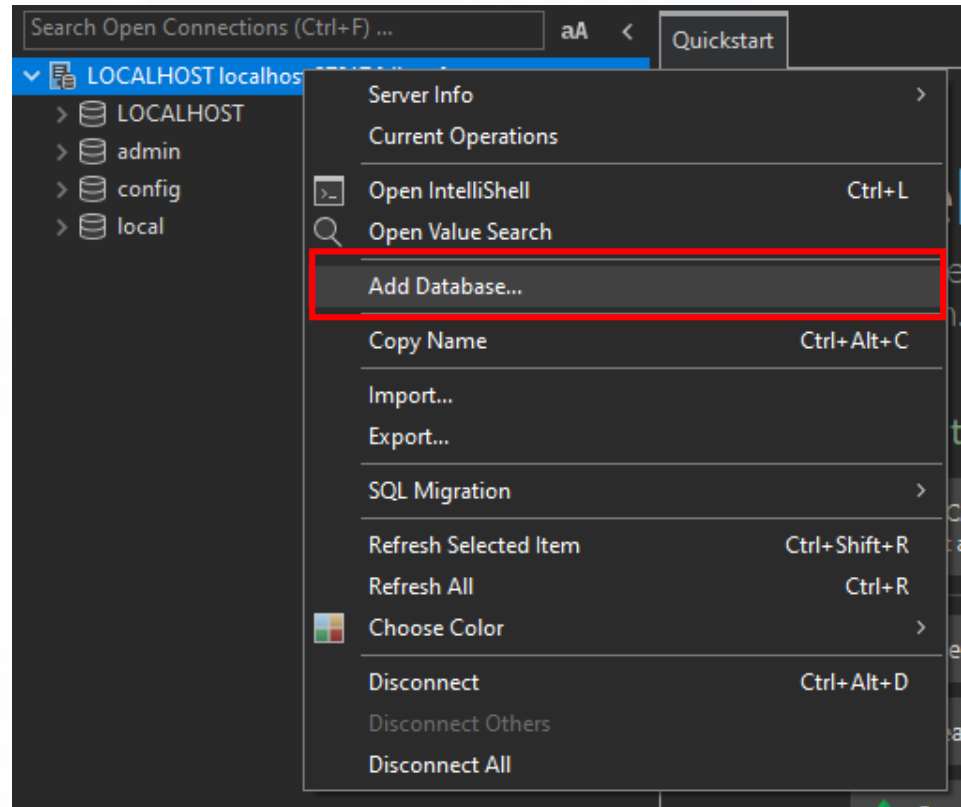 Search Open Connections (Ctrl+F) ...
aA
Quickstart
LOCALHOST
LOCALHOST
admin
config
local
Server Info
Current Operations
Open IntelliShell Ctrl+L
Open Value Search
Add Database...
Copy Name Ctrl+Alt+C
Import...
Export...
SQL Migration
Refresh Selected Item Ctrl+Shift+R
Refresh All Ctrl+R
Choose Color
Disconnect Ctrl+Alt+D
Disconnect Others
Disconnect All